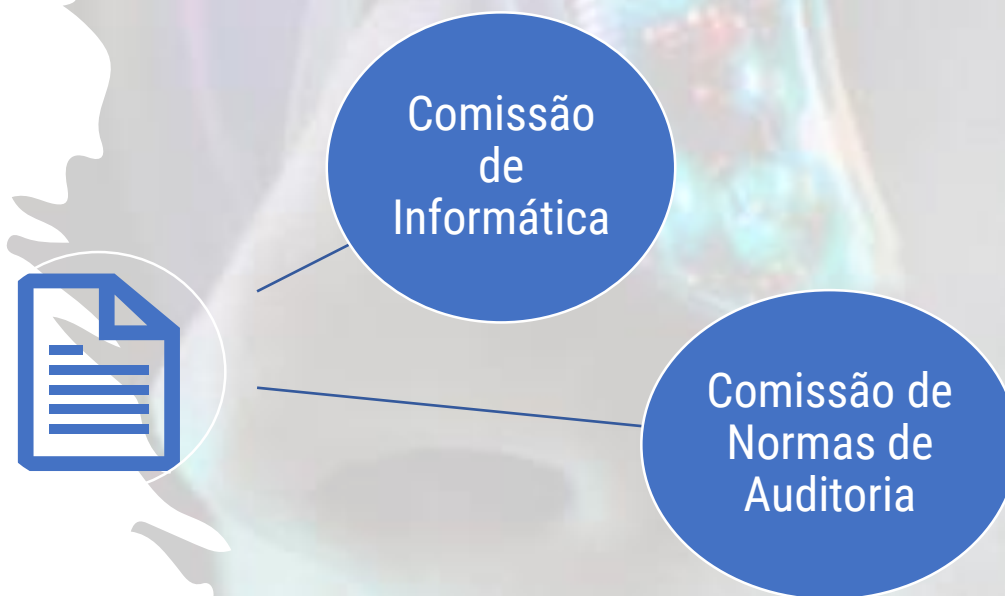 Comissão
de
Informática
Comissão de
Normas de
Auditoria